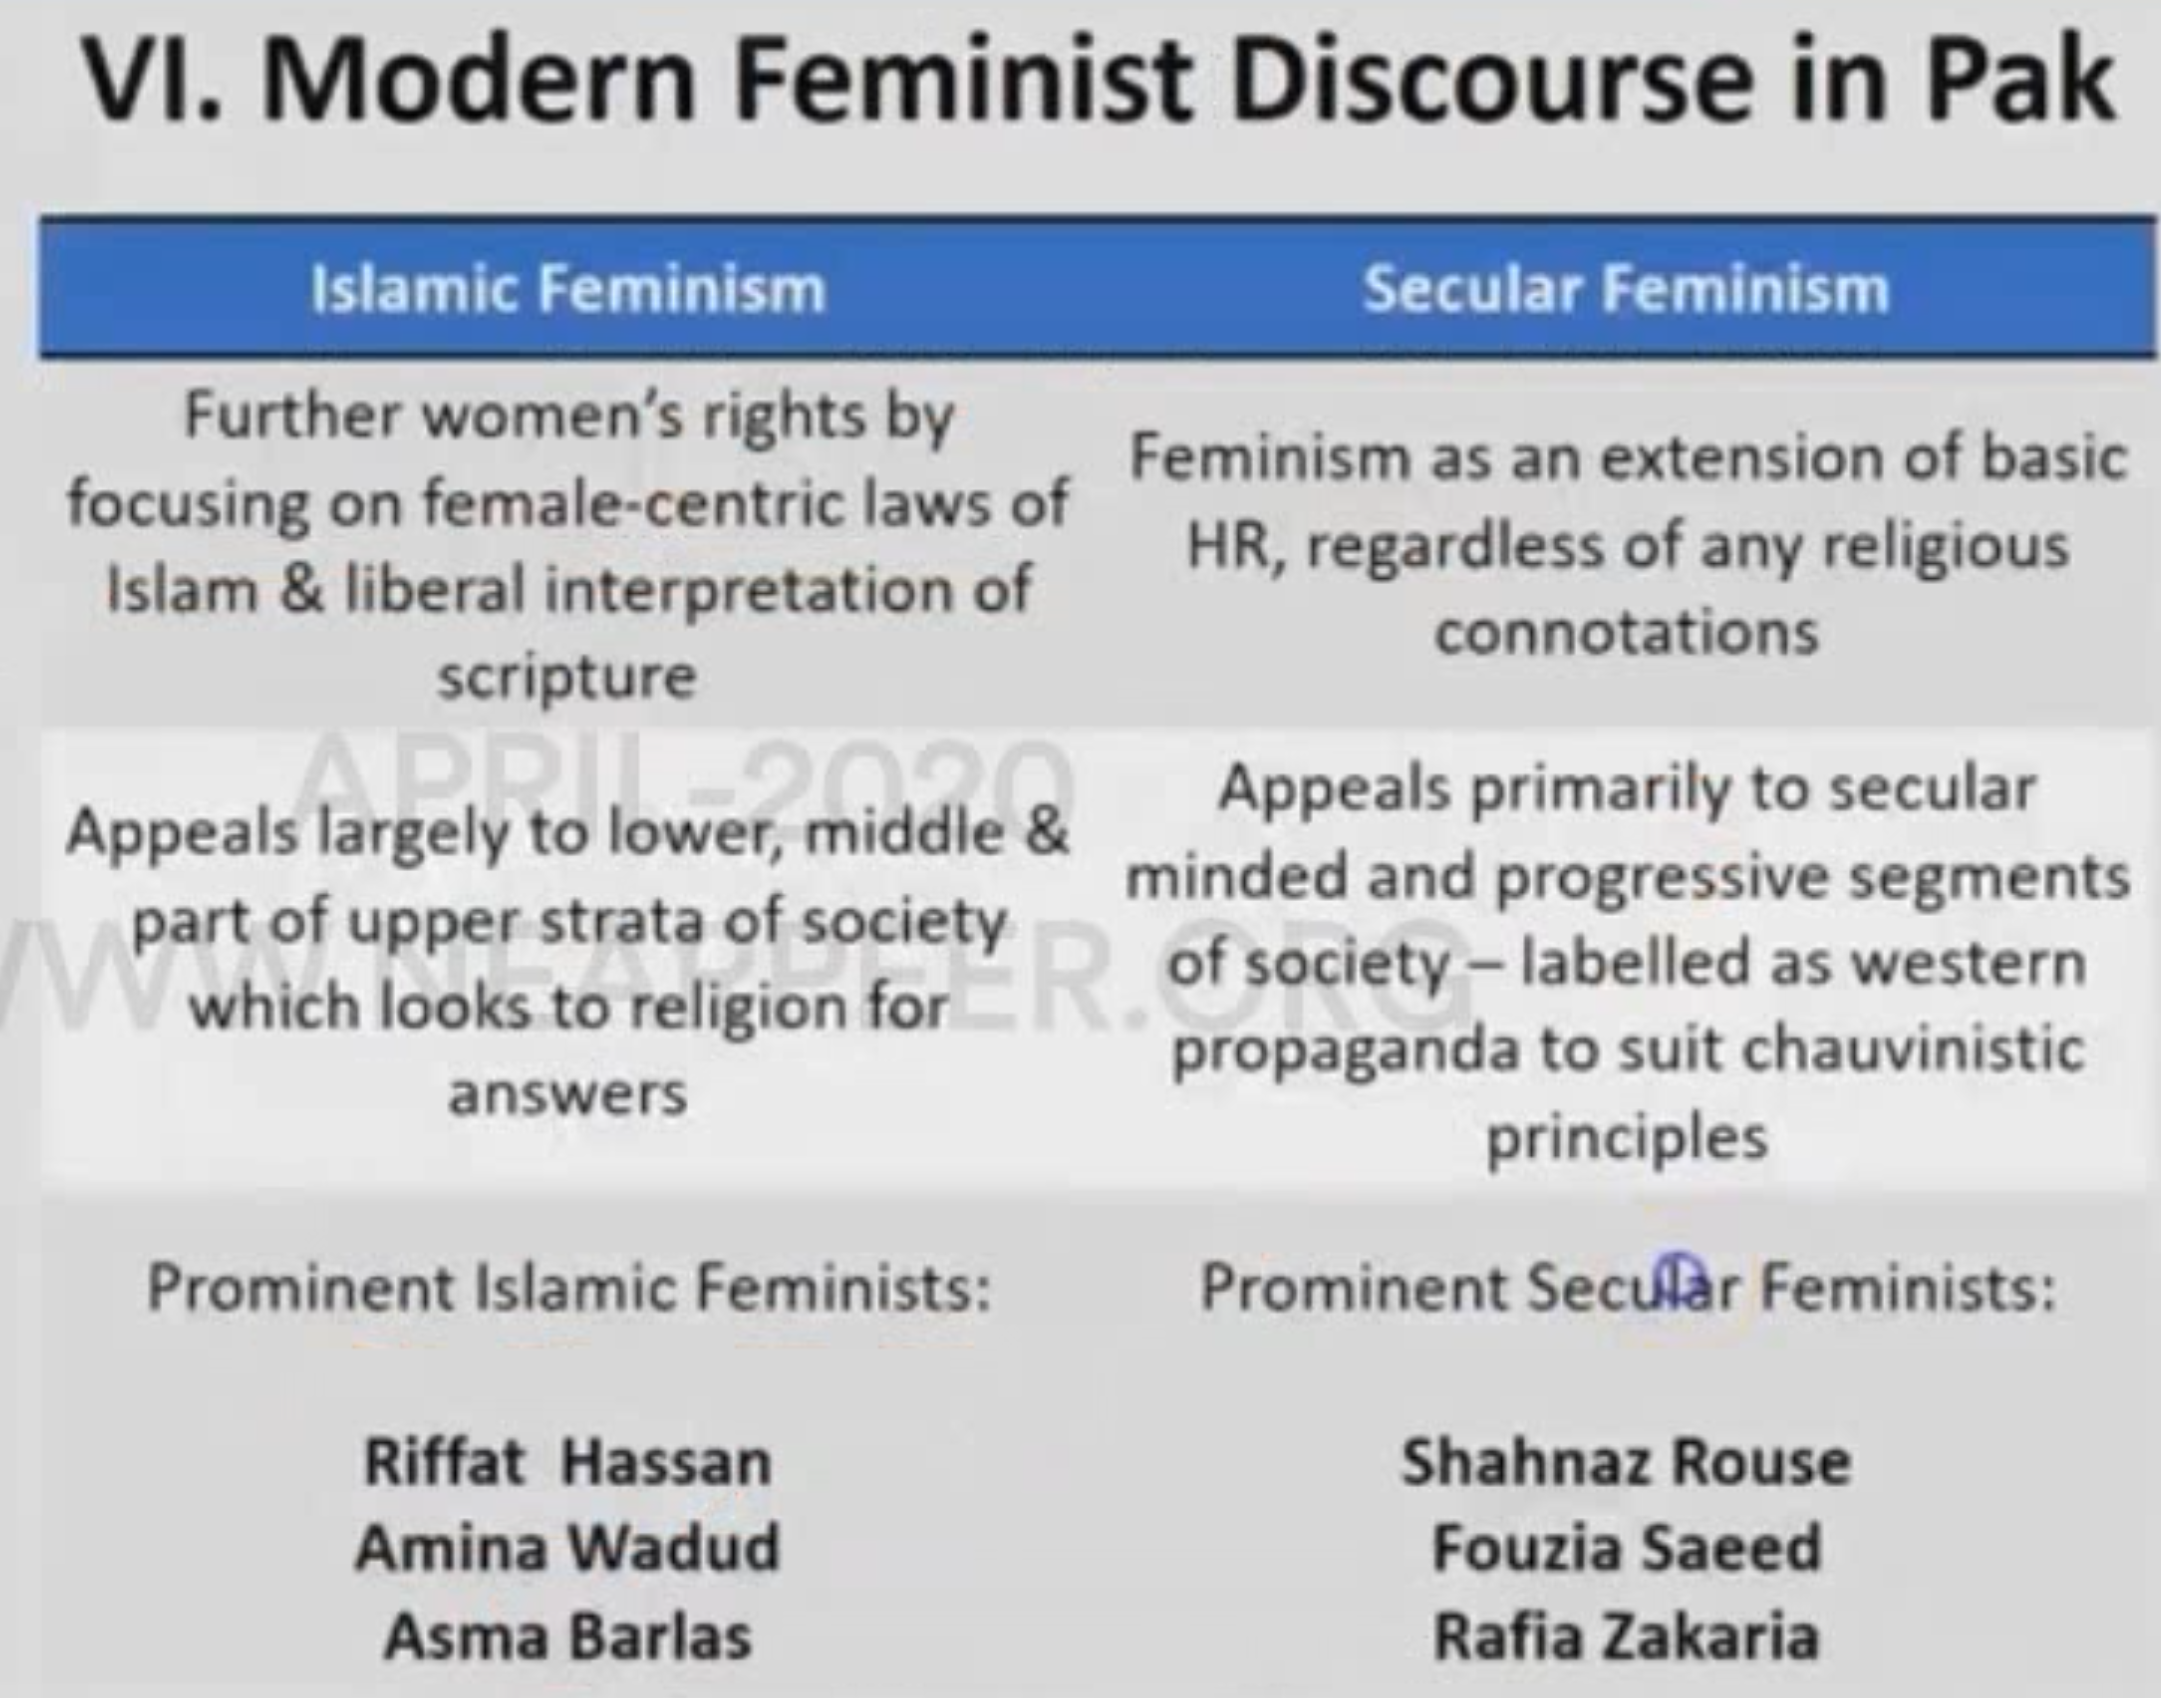 VI. Modern Feminist Discourse in Pak
Islamic Feminism
Further women's rights by
focusing on female-centric laws of
Islam & liberal interpretation of
scripture
Appeals largely to lower, middle &
part of upper strata of society
which looks to religion for
answers
Prominent Islamic Feminists:
Riffat Hassan
Amina Wadud
Asma Barlas
Secular Feminism
Feminism as an extension of basic
HR, regardless of any religious
connotations
Appeals primarily to secular
minded and progressive segments
of society – labelled as western
propaganda to suit chauvinistic
principles
Prominent Secular Feminists:
Shahnaz Rouse
Fouzia Saeed
Rafia Zakaria
APRIL-2020